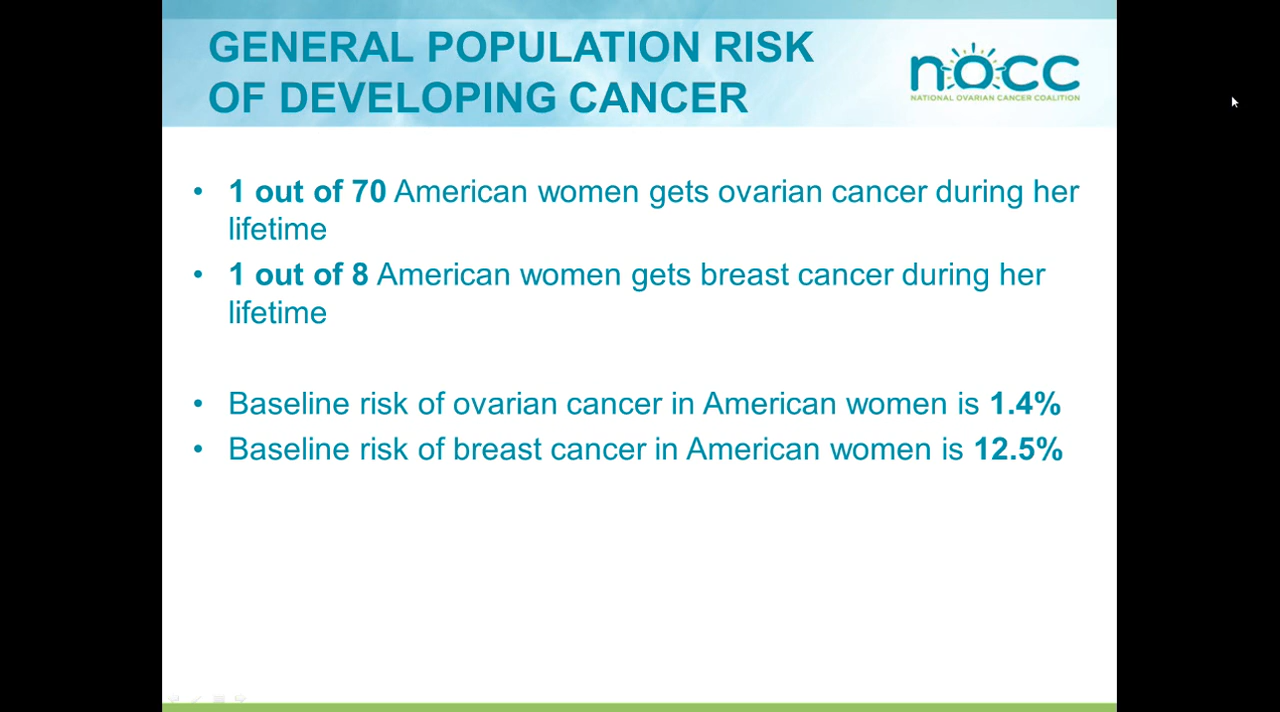 GENERAL POPULATION RISK
OF DEVELOPING CANCER
nocc
NATIONAL OVARIAN CANCER COALITION
• 1 out of 70 American women gets ovarian cancer during her
lifetime
• 1 out of 8 American women gets breast cancer during her
lifetime
• Baseline risk of ovarian cancer in American women is 1.4%
• Baseline risk of breast cancer in American women is 12.5%